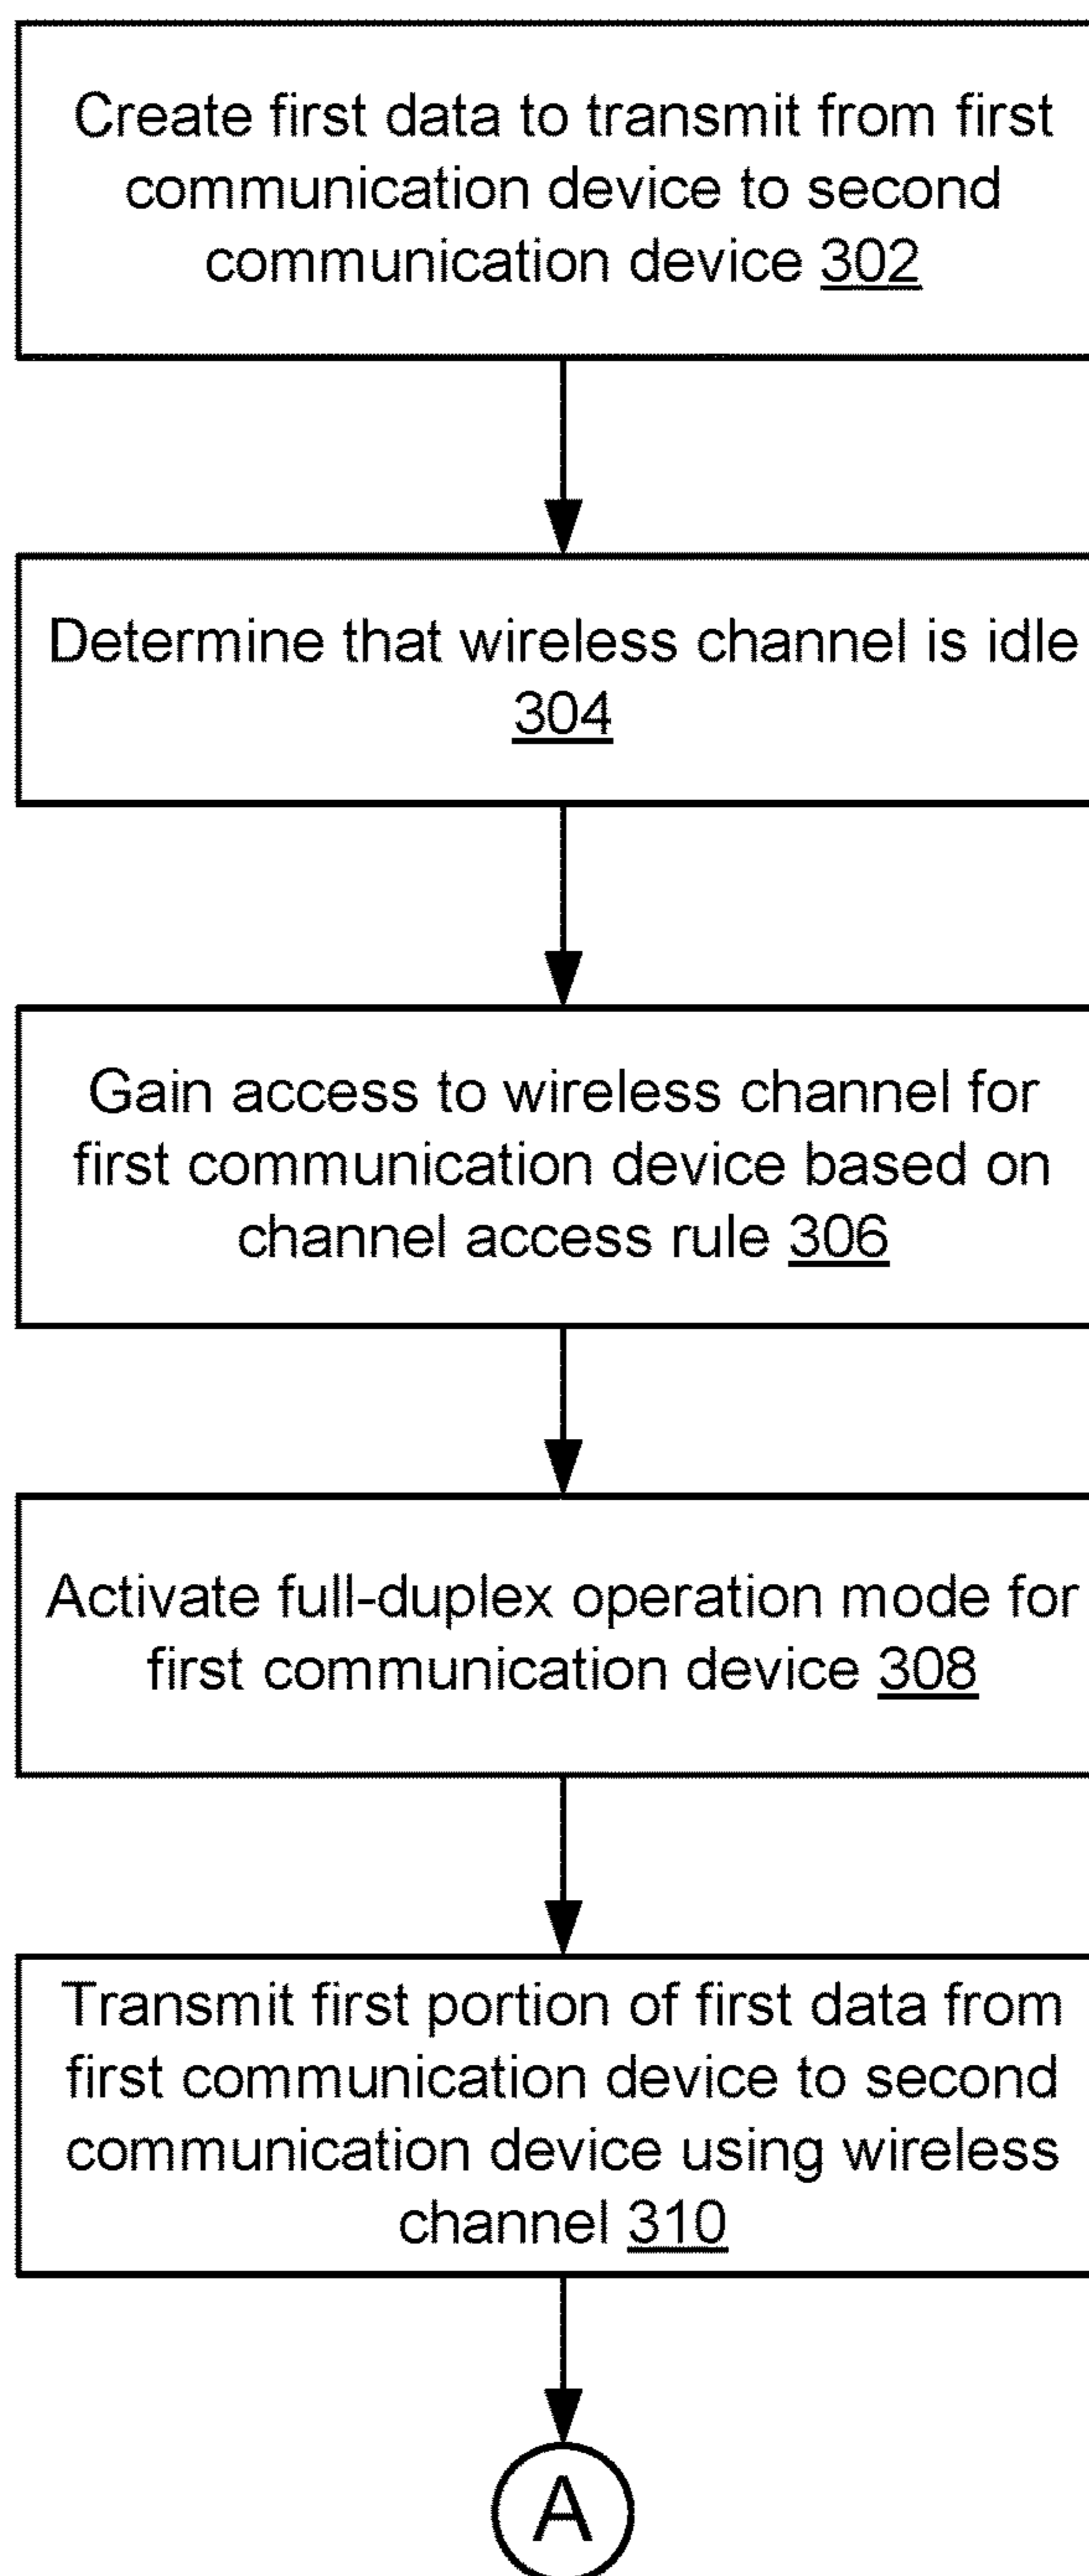 Create first data to transmit from first
communication device to second
communication device 302
Determine that wireless channel is idle
304
Gain access to wireless channel for
first communication device based on
channel access rule 306
Activate full-duplex operation mode for
first communication device 308
Transmit first portion of first data from
first communication device to second
communication device using wireless
channel 310
A